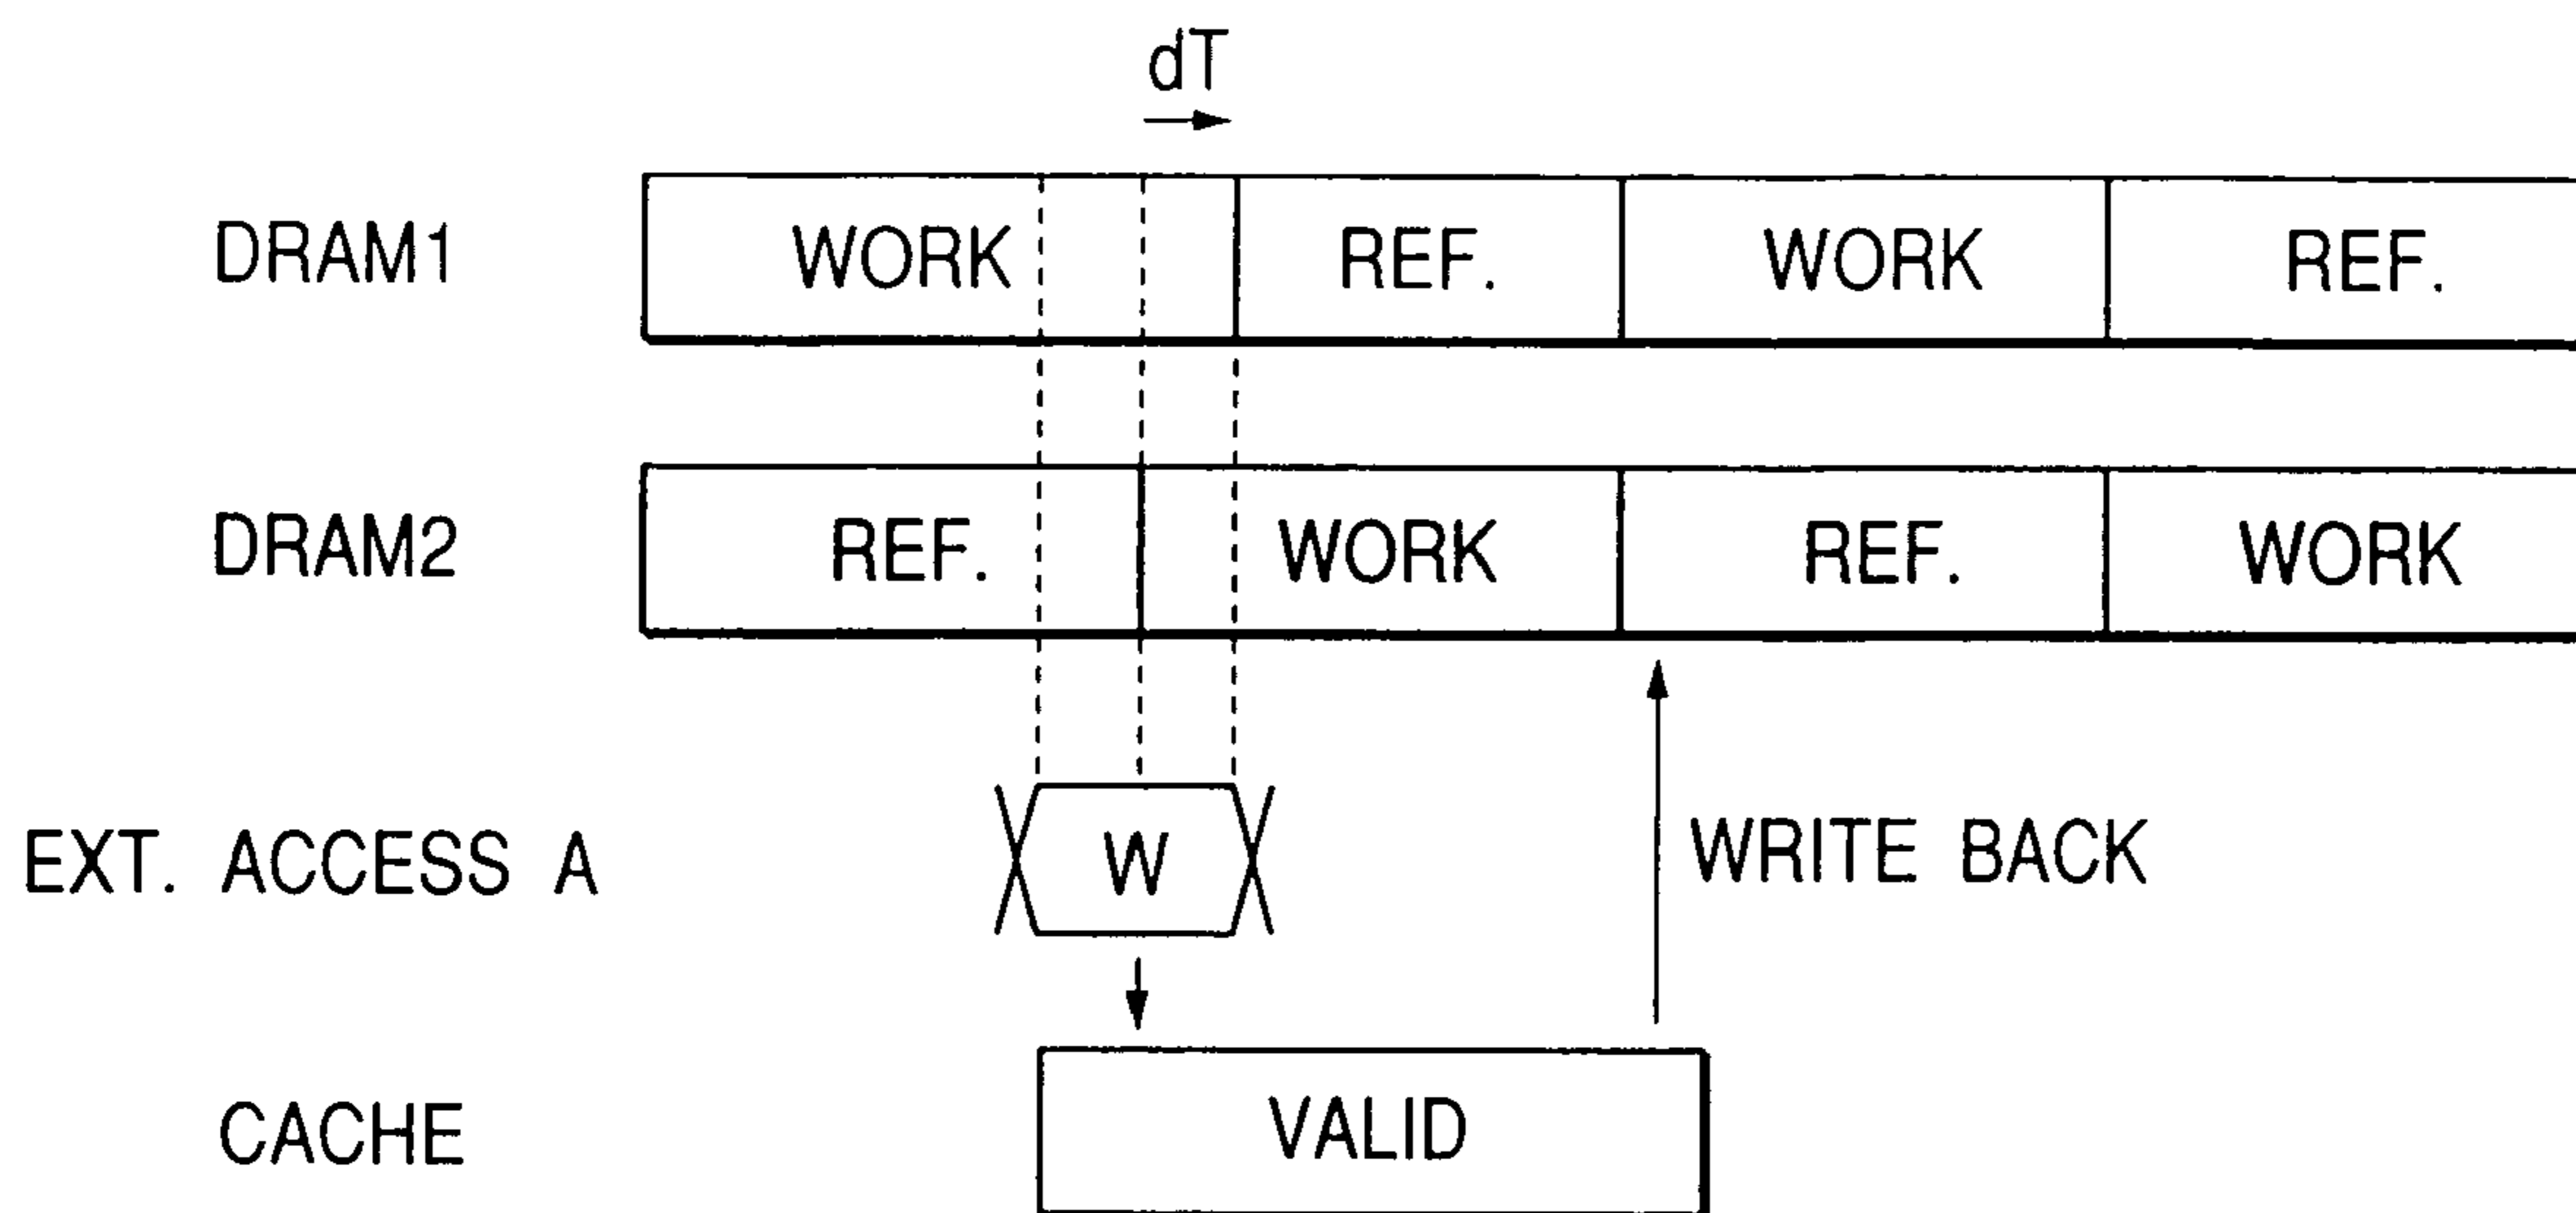 dT
DRAM1 WORK REF. WORK REF.
DRAM2 REF. WORK REF. WORK
EXT. ACCESS A W WRITE BACK
CACHE VALID